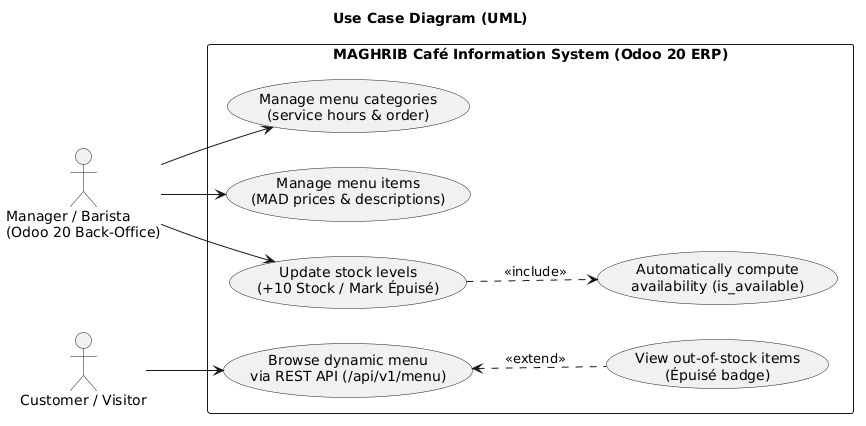 Use Case Diagram (UML)
MAGHRIB Café Information System (Odoo 20 ERP)
Manage menu categories
(service hours & order)
Manage menu items
(MAD prices & descriptions)
Manager / Barista
(Odoo 20 Back-Office)
Update stock levels
(+10 Stock / Mark Épuisé)
«include»
Automatically compute
availability (is_available)
Browse dynamic menu
via REST API (/api/v1/menu)
«extend»
View out-of-stock items
(Épuisé badge)
Customer / Visitor